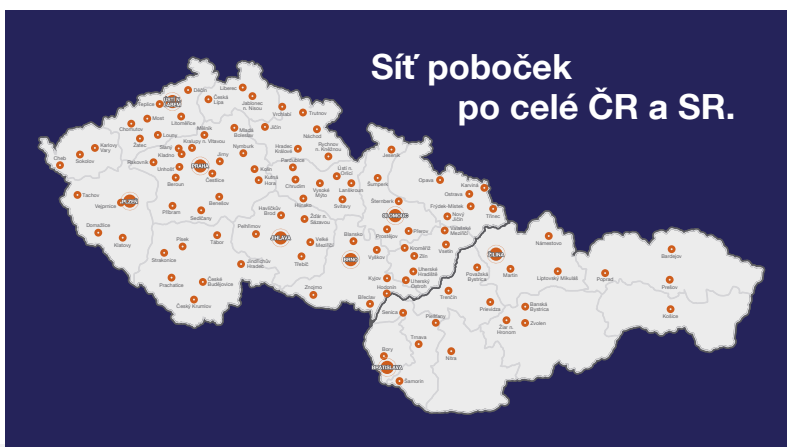 Síť poboček
po celé ČR a SR.
Děčín
Liberec
Teplice
ÚSTÍ N.
LABEM
Česká
Lípa
Jablonec
n. Nisou
Vrchlabí
Trutnov
Chomutov
Most
Litoměřice
Žatec
Louny
Mělník
Mladá
Boleslav
Jičín
Náchod
Karlovy
Vary
Cheb
Sokolov
Rakovník
Slaný
Kralupy n. Vltavou
Kladno
Unhošť
PRAHA
Jirny
Nymburk
Hradec
Králové
Rychnov
n. Kněžnou
Jeseník
Beroun
Čestlice
Kolín
Kutná
Hora
Pardubice
Chrudim
Vysoké
Mýto
Ústí n.
Orlicí
Lanškroun
Šumperk
Opava
Karviná
Ostrava
Tachov
Vejprnice
PLZEŇ
Příbram
Benešov
Sedlčany
Havlíčkův
Brod
Hlinsko
Svitavy
Šternberk
OLOMOUC
Frýdek-Místek
Nový
Jičín
Třinec
Domažlice
Klatovy
Písek
Tábor
Pelhřimov
JIHLAVA
Žďár n.
Sázavou
Velké
Meziříčí
Blansko
Prostějov
Přerov
Valašské
Meziříčí
Strakonice
Jindřichův
Hradec
Třebíč
BRNO
Vyškov
Kroměříž
Zlín
Vsetín
ŽILINA
Námestovo
Bardejov
Prachatice
České
Budějovice
Český Krumlov
Znojmo
Břeclav
Kyjov
Hodonín
Uherské
Hradiště
Uherský
Ostroh
Trenčín
Považská
Bystrica
Martin
Liptovský Mikuláš
Poprad
Prešov
Senica
Piešťany
Prievidza
Banská
Bystrica
Zvolen
Žiar n.
Hronom
Košice
Bory
Trnava
Nitra
BRATISLAVA
Šamorín